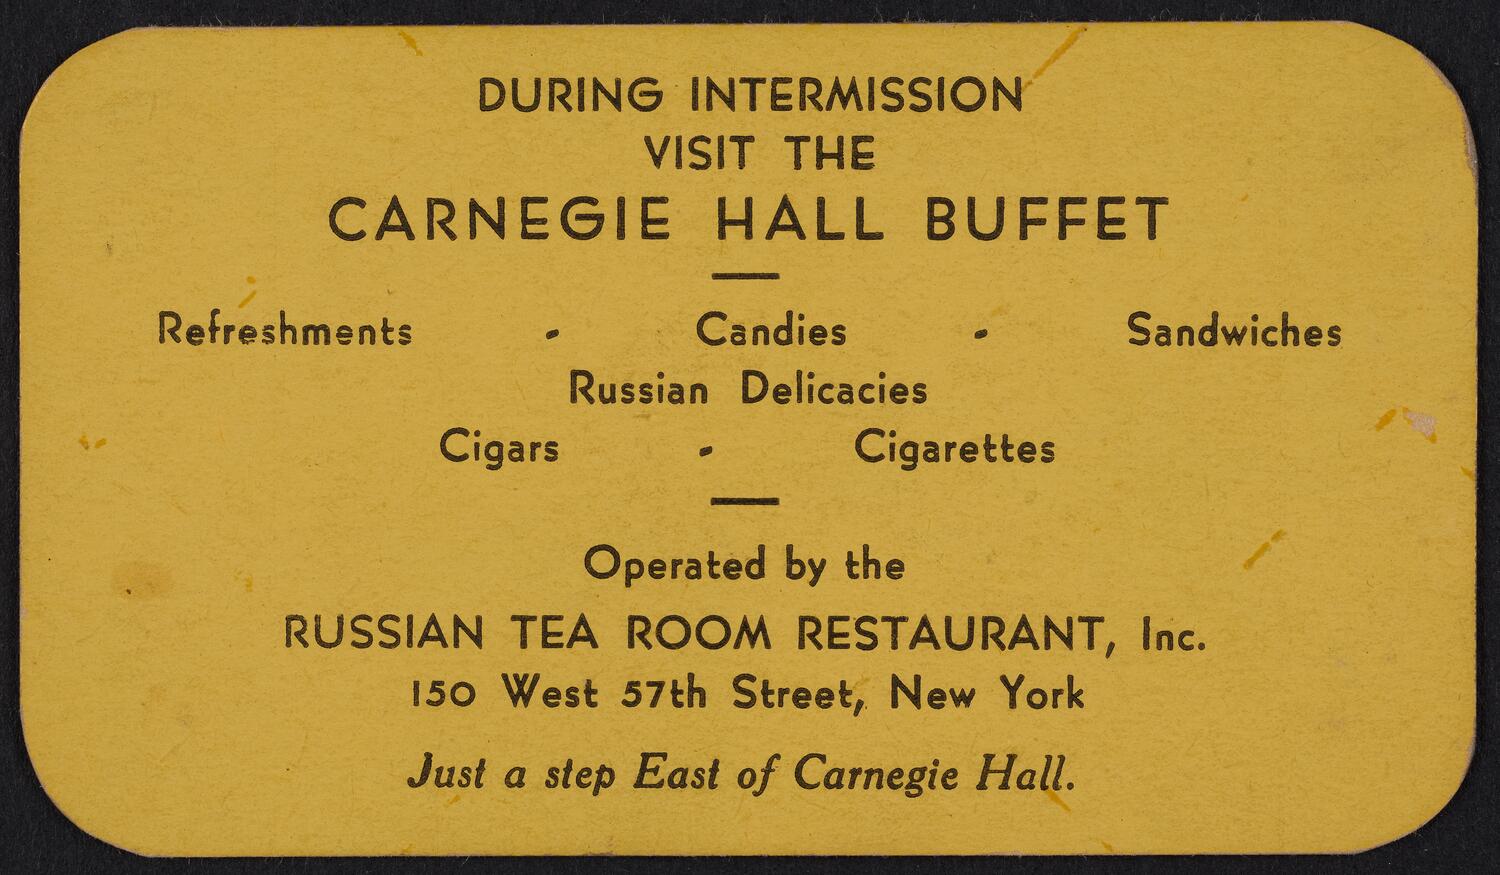 DURING INTERMISSION
VISIT THE
CARNEGIE HALL BUFFET
Refreshments - Candies - Sandwiches
Russian Delicacies
Cigars - Cigarettes
Operated by the
RUSSIAN TEA ROOM RESTAURANT, Inc.
150 West 57th Street, New York
Just a step East of Carnegie Hall.